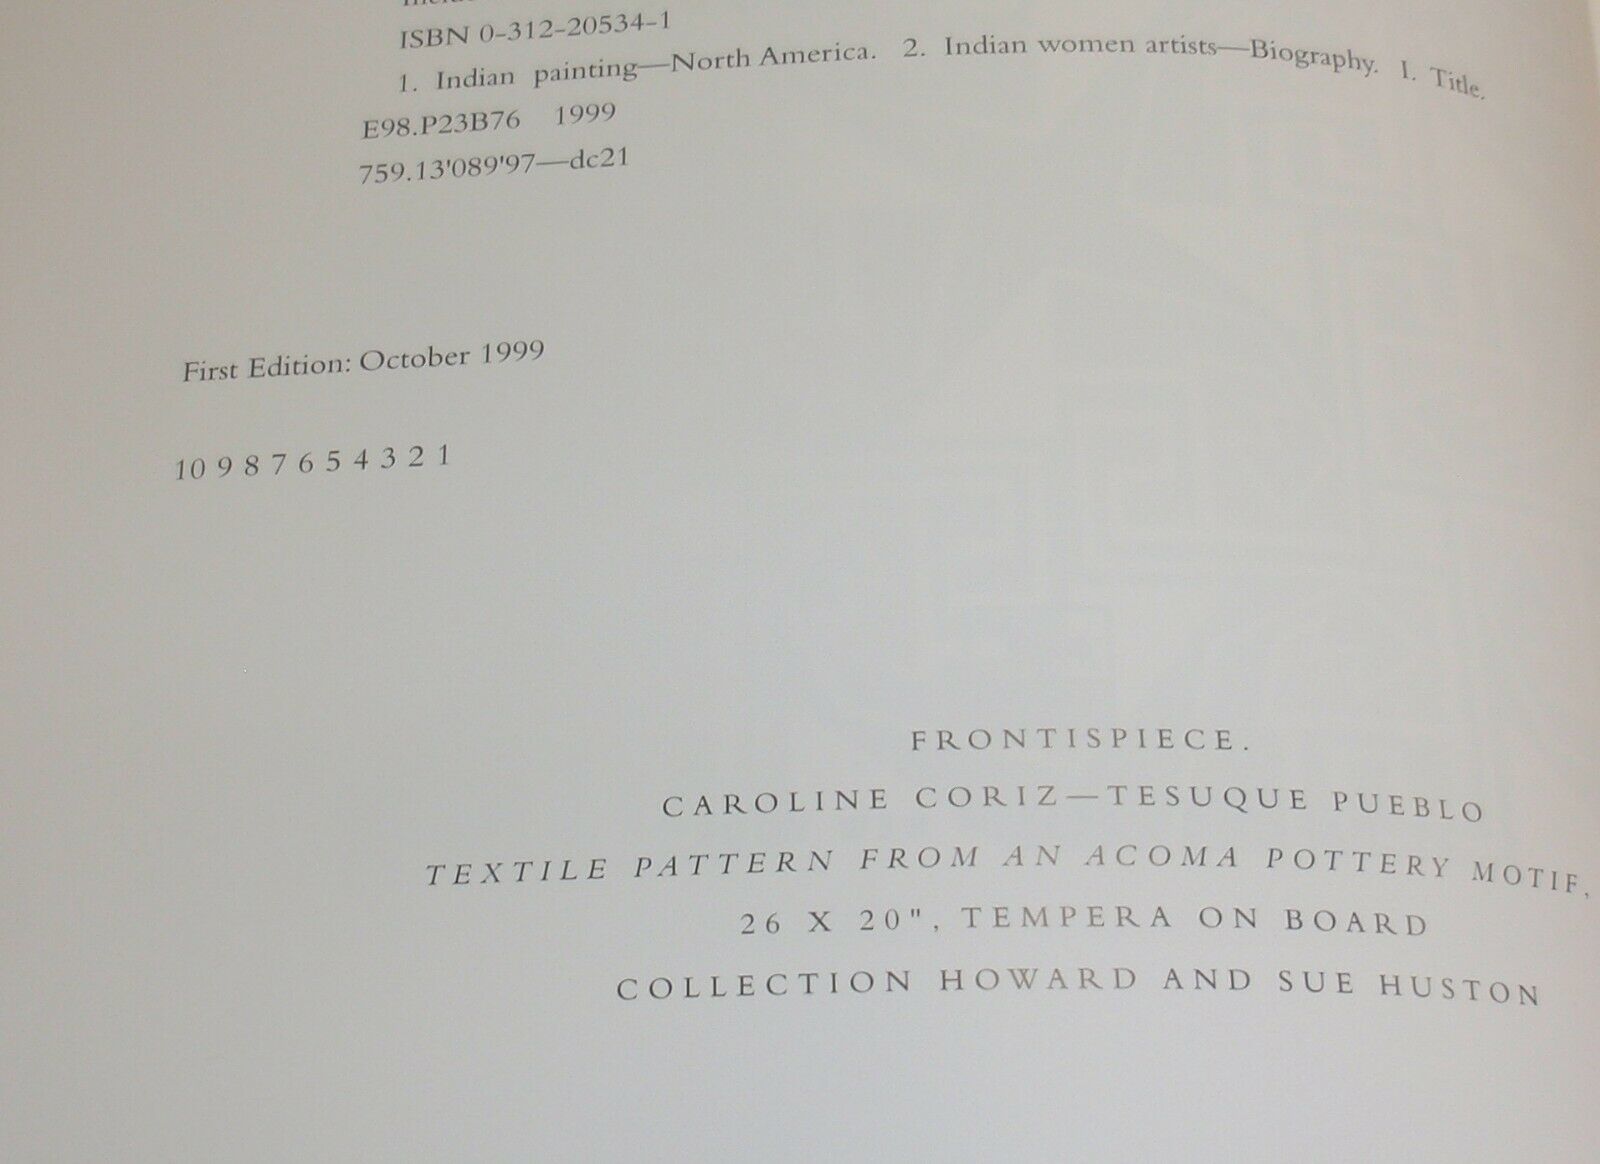 ISBN 0-312-20534-1
1. Indian painting—North America. 2. Indian women artists—Biography. I. Title.
E98.P23B76 1999
759.13'089'97—dc21
First Edition: October 1999
10 9 8 7 6 5 4 3 2 1
FRONTISPIECE.
CAROLINE CORIZ—TESUQUE PUEBLO
TEXTILE PATTERN FROM AN ACOMA POTTERY MOTIF,
26 X 20", TEMPERA ON BOARD
COLLECTION HOWARD AND SUE HUSTON